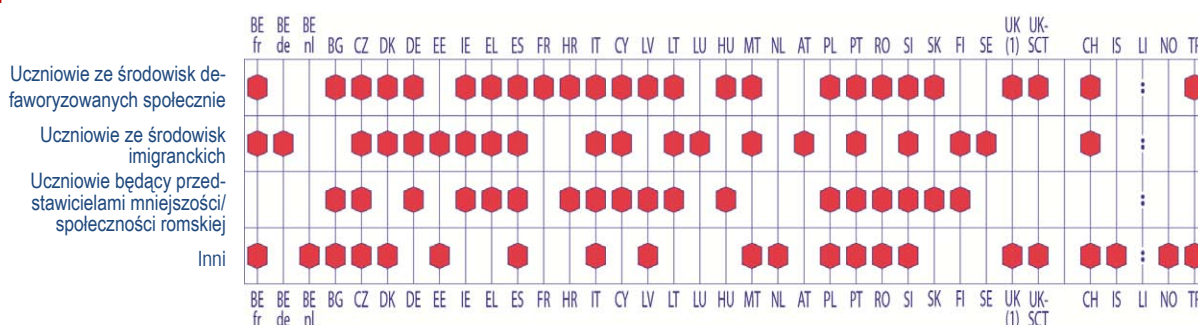 BE BE BE UK UK-
fr de nl BG CZ DK DE EE IE EL ES FR HR IT CY LV LT LU HU MT NL AT PL PT RO SI SK FI SE (1) SCT CH IS LI NO
Uczniowie ze środowisk de-
faworyzowanych społecznie
:
Uczniowie ze środowisk
imigranckich
:
Uczniowie będący przed-
stawicielami mniejszości/
społeczności romskiej
:
Inni
:
BE BE BE BG CZ DK DE EE IE EL ES FR HR IT CY LV LT LU HU MT NL AT PL PT RO SI SK FI SE UK UK- CH IS LI NO
fr de nl (1) SCT